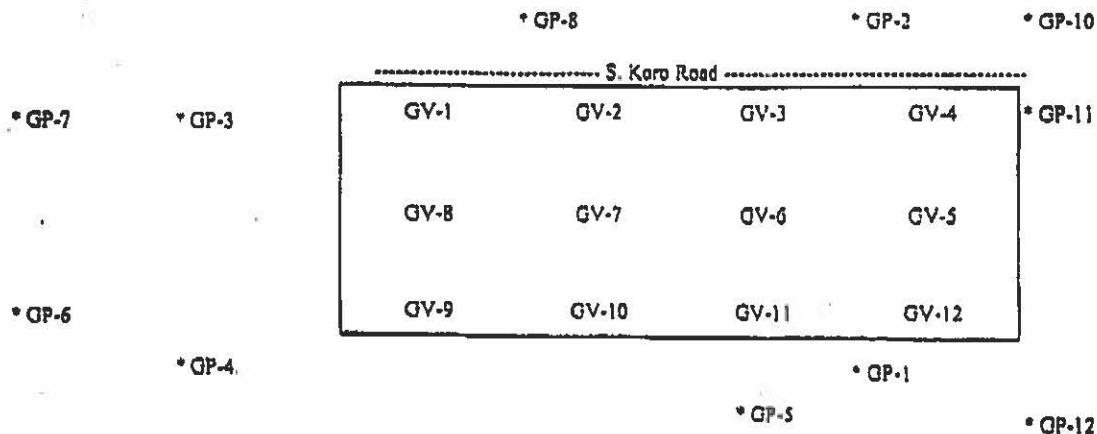 * GP-8 * GP-2 * GP-10
S. Koro Road
* GP-7 * GP-3 GV-1 GV-2 GV-3 GV-4 * GP-11
GV-8 GV-7 GV-6 GV-5
* GP-6 GV-9 GV-10 GV-11 GV-12
* GP-4 * GP-1
* GP-5 * GP-12